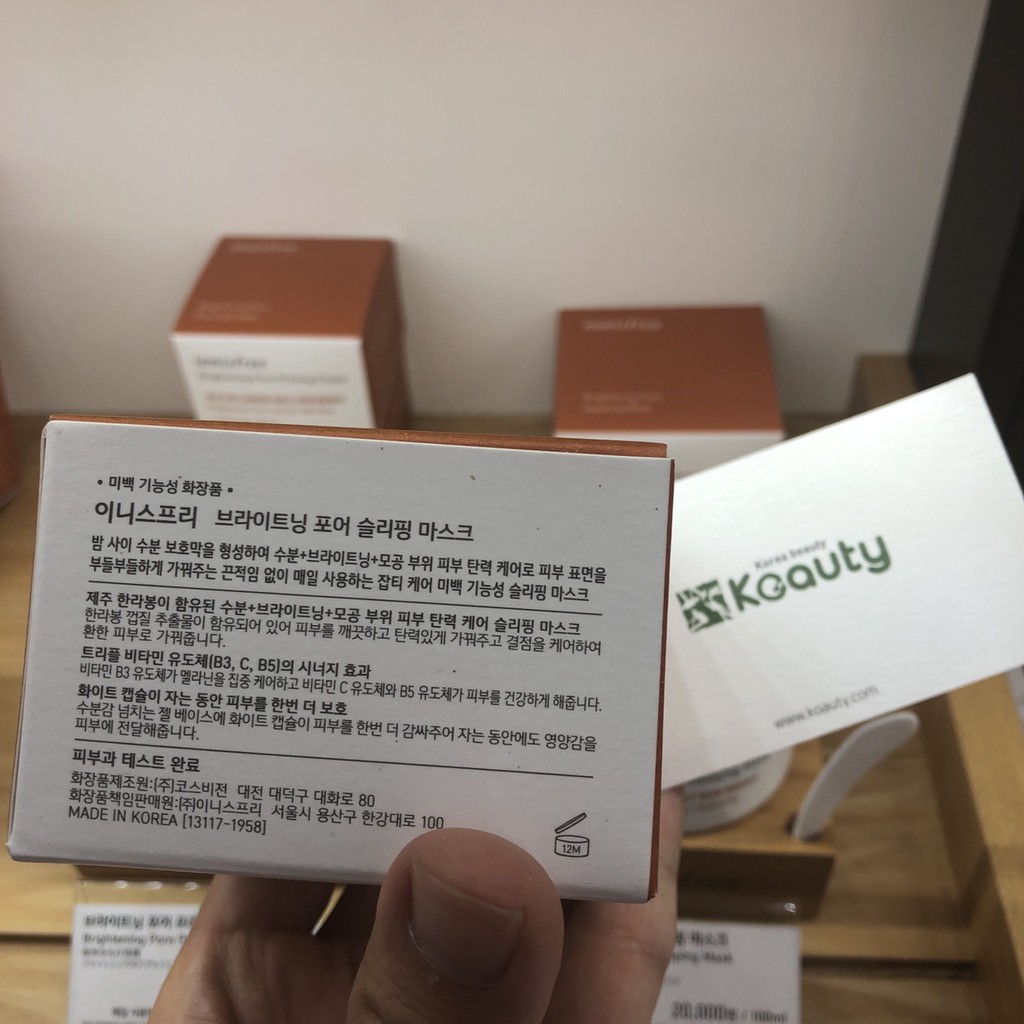 • 미백 기능성 화장품 •
이니스프리 브라이트닝 포어 슬리핑 마스크
밤 사이 수분 보호막을 형성하여 수분+브라이트닝+모공 부위 피부 탄력 케어로 피부 표면을
부들부들하게 가꿔주는 끈적임 없이 매일 사용하는 잡티 케어 미백 기능성 슬리핑 마스크
제주 한라봉이 함유된 수분+브라이트닝+모공 부위 피부 탄력 케어 슬리핑 마스크
한라봉 껍질 추출물이 함유되어 있어 피부를 깨끗하고 탄력있게 가꿔주고 결점을 케어하여
환한 피부로 가꿔줍니다.
트리플 비타민 유도체(B3, C, B5)의 시너지 효과
비타민 B3 유도체가 멜라닌을 집중 케어하고 비타민 C 유도체와 B5 유도체가 피부를 건강하게 해줍니다.
화이트 캡슐이 자는 동안 피부를 한번 더 보호
수분감 넘치는 젤 베이스에 화이트 캡슐이 피부를 한번 더 감싸주어 자는 동안에도 영양감을
피부에 전달해줍니다.
피부과 테스트 완료
화장품제조원:(주)코스비전 대전 대덕구 대화로 80
화장품책임판매원:㈜이니스프리 서울시 용산구 한강대로 100
MADE IN KOREA [13117-1958]
12M
Korea beauty
Koauty
www.koauty.com
브라이트닝 포어
Brightening Pore
마스크
Mask
20,000원 / 100ml